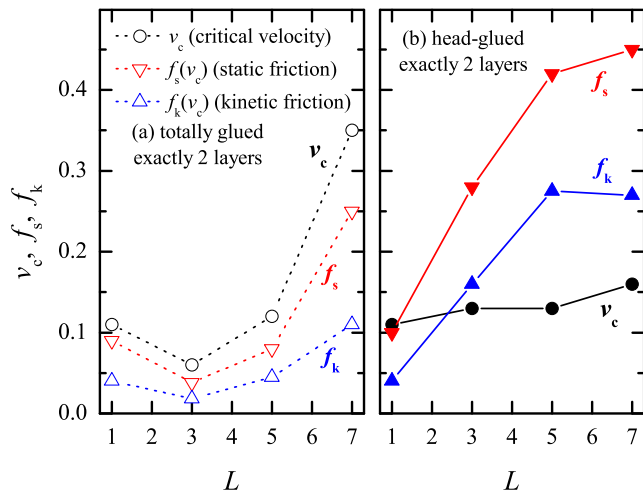 v_c (critical velocity)
f_s(v_c) (static friction)
f_k(v_c) (kinetic friction)
(a) totally glued
exactly 2 layers
v_c
f_s
f_k
(b) head-glued
exactly 2 layers
f_s
f_k
v_c
v_c, f_s, f_k
0.4
0.3
0.2
0.1
0.0
1 2 3 4 5 6 7
1 2 3 4 5 6 7
L
L